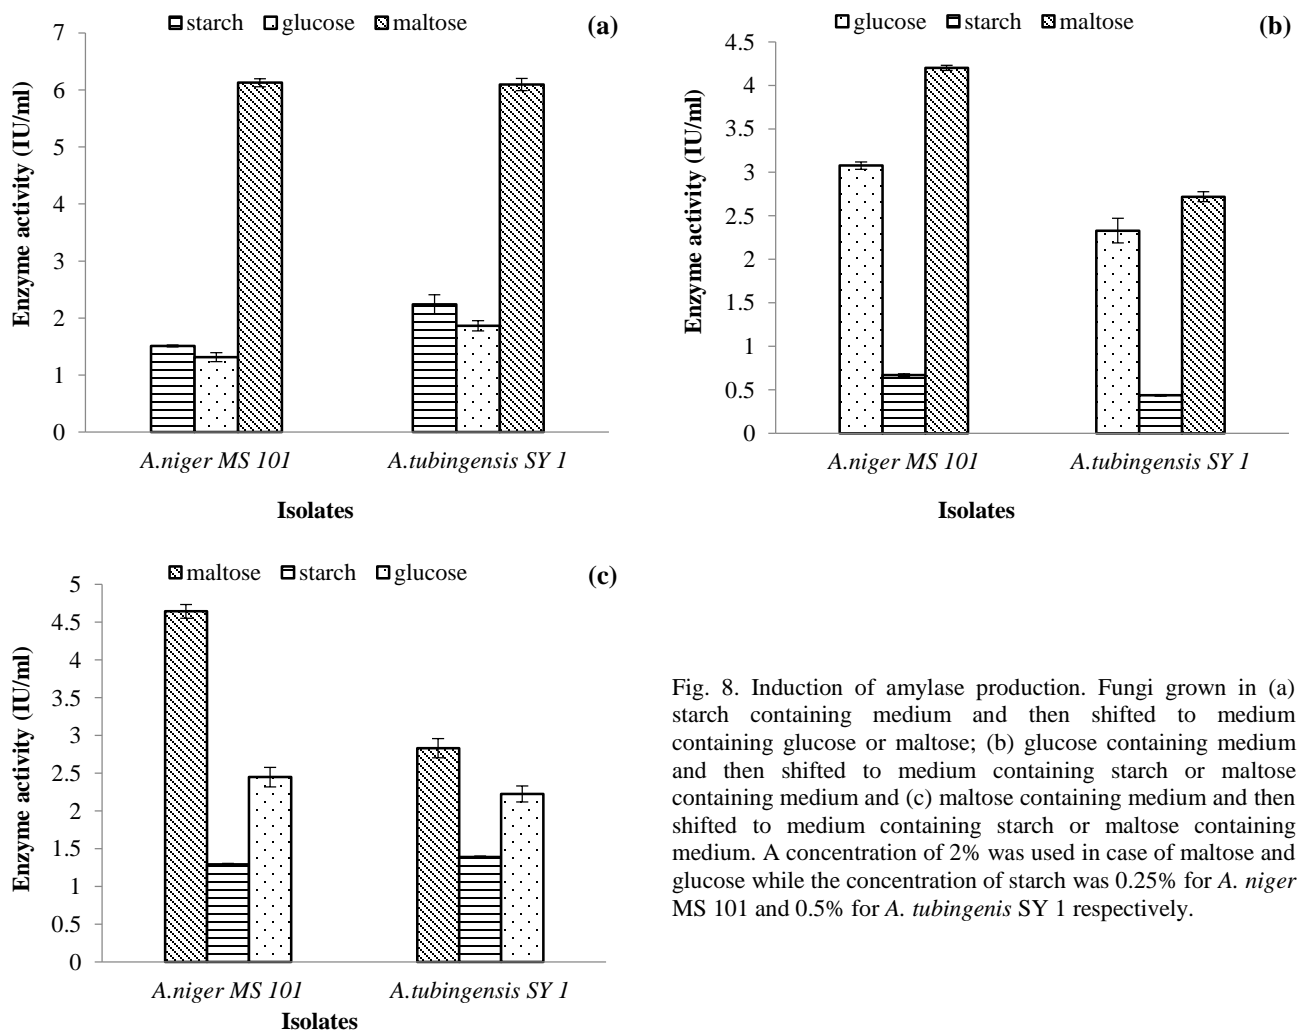 starch glucose maltose (a)
7
6
5
4
3
2
1
0
Enzyme activity (IU/ml)
A.niger MS 101 A.tubingensis SY 1
Isolates
glucose starch maltose (b)
4.5
4
3.5
3
2.5
2
1.5
1
0.5
0
Enzyme activity (IU/ml)
A.niger MS 101 A.tubingensis SY 1
Isolates
maltose starch glucose (c)
5
4.5
4
3.5
3
2.5
2
1.5
1
0.5
0
Enzyme activity (IU/ml)
A.niger MS 101 A.tubingensis SY 1
Isolates
Fig. 8. Induction of amylase production. Fungi grown in (a)
starch containing medium and then shifted to medium
containing glucose or maltose; (b) glucose containing medium
and then shifted to medium containing starch or maltose
containing medium and (c) maltose containing medium and then
shifted to medium containing starch or maltose containing
medium. A concentration of 2% was used in case of maltose and
glucose while the concentration of starch was 0.25% for A. niger
MS 101 and 0.5% for A. tubingenis SY 1 respectively.